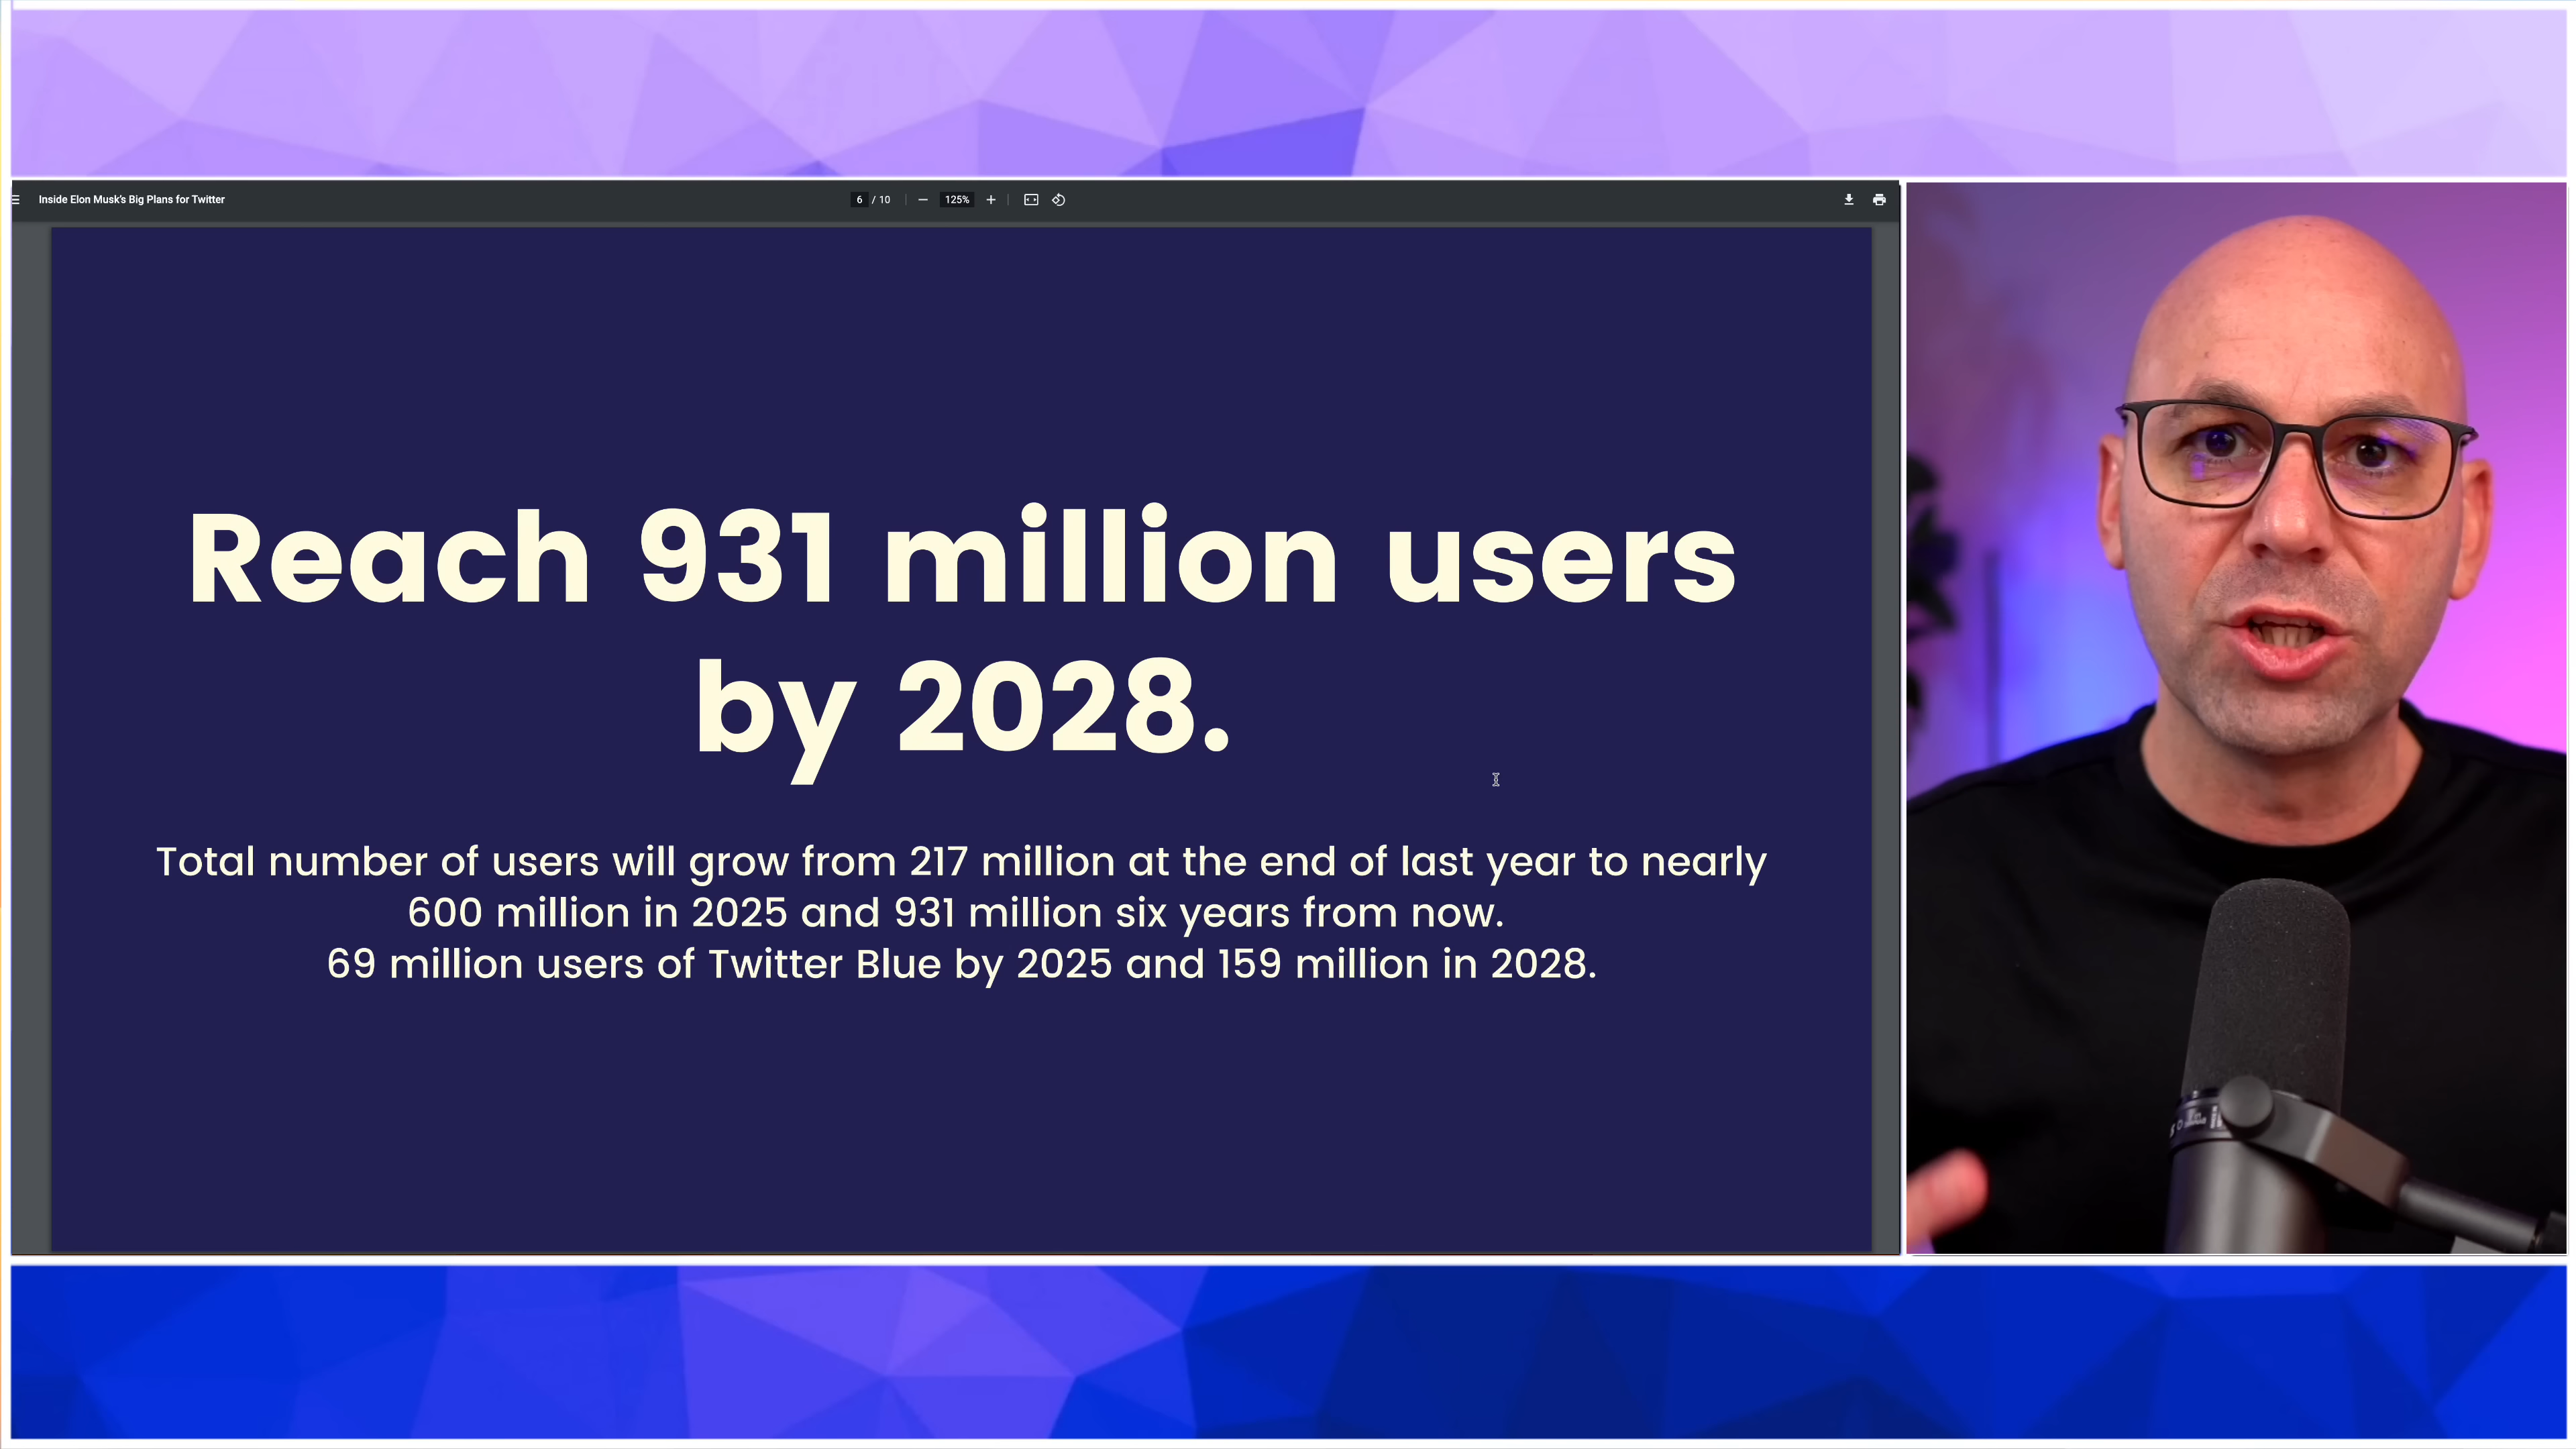 Inside Elon Musk's Big Plans for Twitter
6 / 10
125%
Reach 931 million users
by 2028.
Total number of users will grow from 217 million at the end of last year to nearly
600 million in 2025 and 931 million six years from now.
69 million users of Twitter Blue by 2025 and 159 million in 2028.